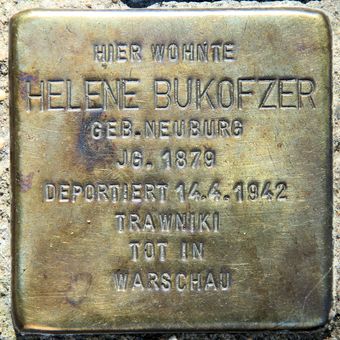 HIER WOHNTE
HELENE BUKOFZER
GEB. NEUBURG
JG. 1879
DEPORTIERT 14.4.1942
TRAWNIKI
TOT IN
WARSCHAU